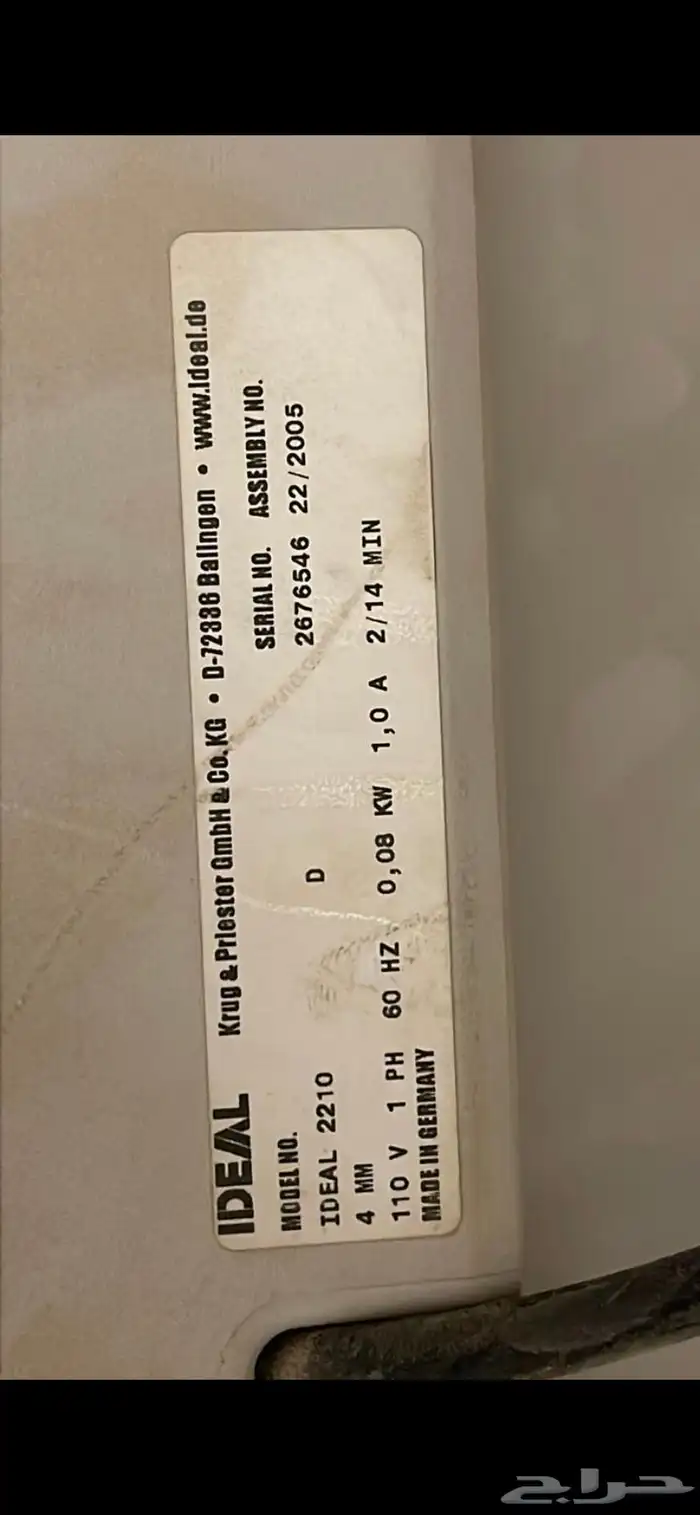 IDEAL Krug & Priester GmbH & Co. KG • D-72336 Balingen • www.ideal.de
MODEL NO. SERIAL NO. ASSEMBLY NO.
IDEAL 2210 D 2676546 22/2005
4 MM
110 V 1 PH 60 HZ 0,08 KW 1,0 A 2/14 MIN
MADE IN GERMANY
حراج